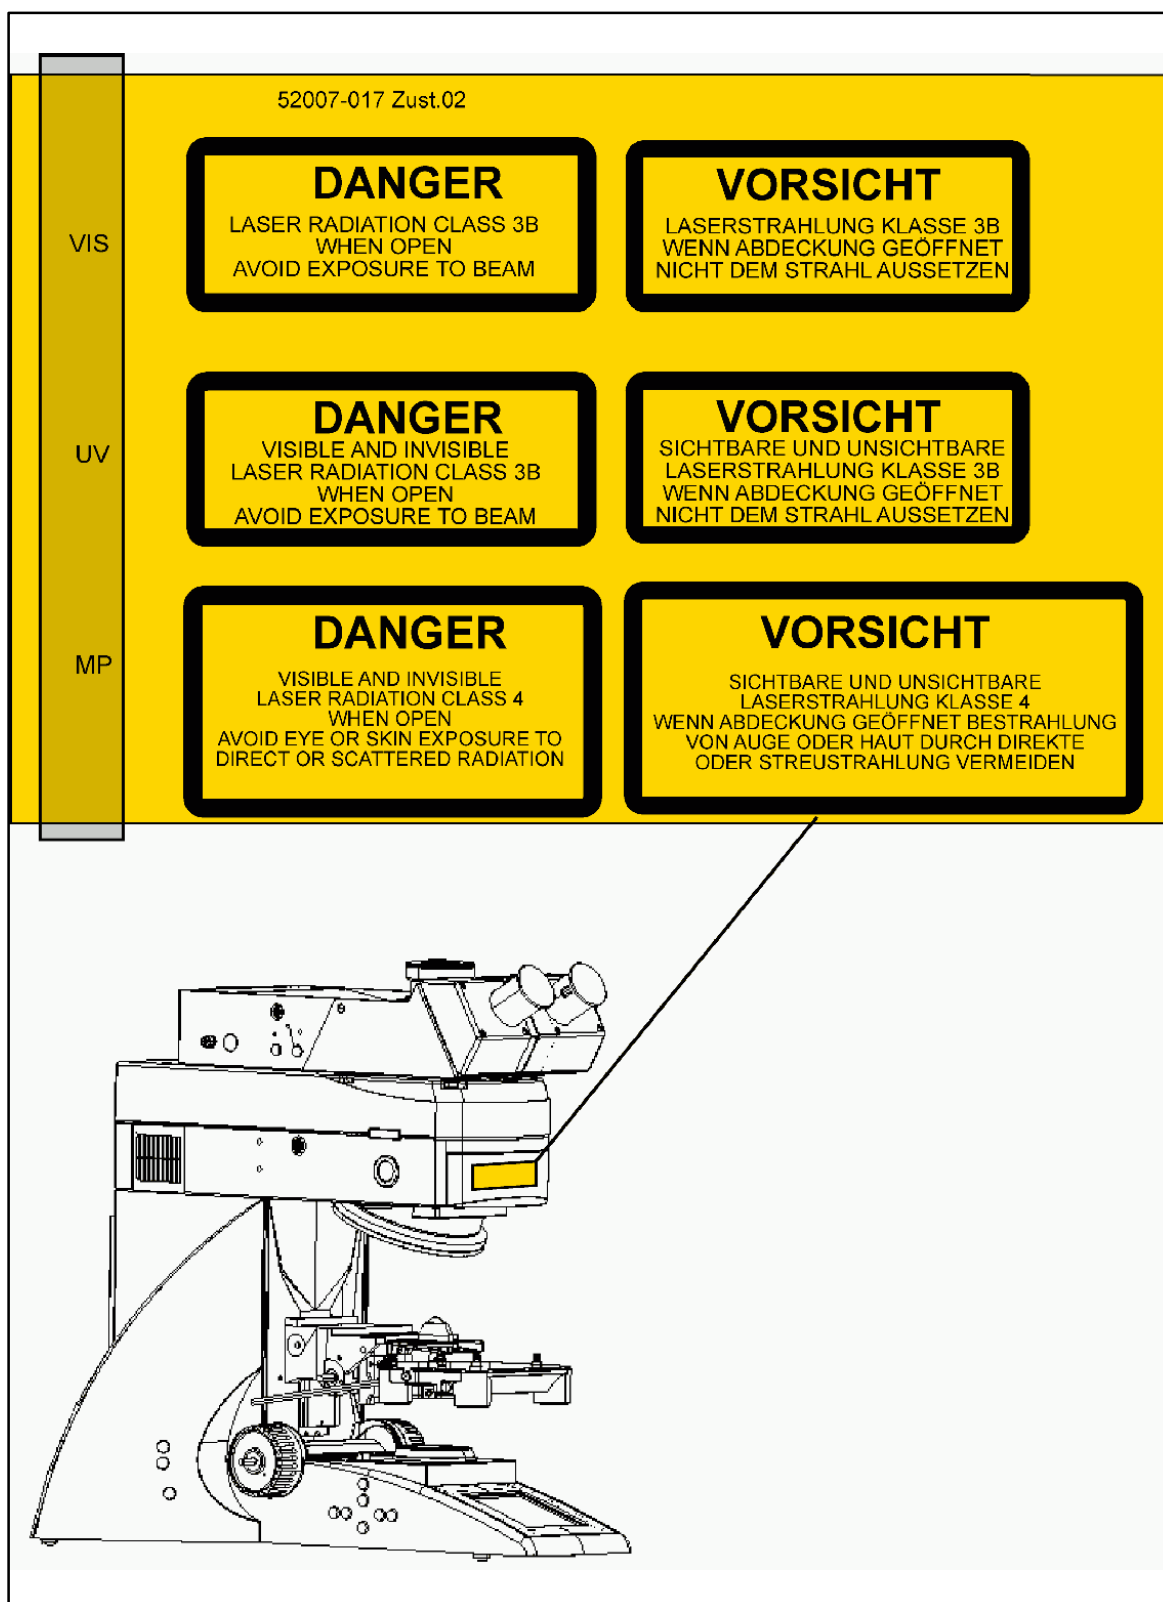 52007-017 Zust.02
VIS
DANGER
LASER RADIATION CLASS 3B
WHEN OPEN
AVOID EXPOSURE TO BEAM
VORSICHT
LASERSTRAHLUNG KLASSE 3B
WENN ABDECKUNG GEÖFFNET
NICHT DEM STRAHL AUSSETZEN
UV
DANGER
VISIBLE AND INVISIBLE
LASER RADIATION CLASS 3B
WHEN OPEN
AVOID EXPOSURE TO BEAM
VORSICHT
SICHTBARE UND UNSICHTBARE
LASERSTRAHLUNG KLASSE 3B
WENN ABDECKUNG GEÖFFNET
NICHT DEM STRAHL AUSSETZEN
MP
DANGER
VISIBLE AND INVISIBLE
LASER RADIATION CLASS 4
WHEN OPEN
AVOID EYE OR SKIN EXPOSURE TO
DIRECT OR SCATTERED RADIATION
VORSICHT
SICHTBARE UND UNSICHTBARE
LASERSTRAHLUNG KLASSE 4
WENN ABDECKUNG GEÖFFNET BESTRAHLUNG
VON AUGE ODER HAUT DURCH DIREKTE
ODER STREUSTRAHLUNG VERMEIDEN